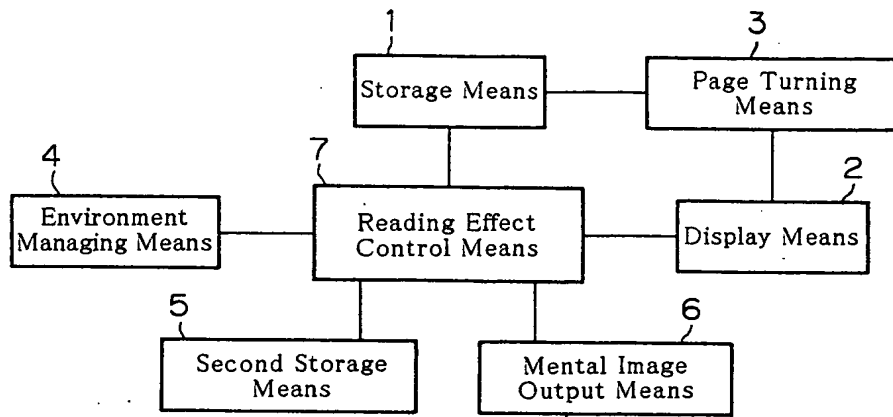 1
Storage Means
3
Page Turning
Means
4
Environment
Managing Means
7
Reading Effect
Control Means
2
Display Means
5
Second Storage
Means
6
Mental Image
Output Means